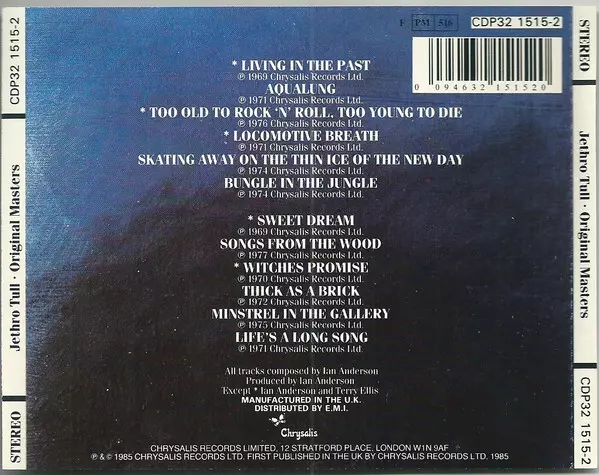 CDP32 1515-2
Jethro Tull · Original Masters
STEREO
F PM 516
CDP32 1515-2
0 094632 151520
* LIVING IN THE PAST
℗ 1969 Chrysalis Records Ltd.
AQUALUNG
℗ 1971 Chrysalis Records Ltd.
* TOO OLD TO ROCK 'N' ROLL, TOO YOUNG TO DIE
℗ 1976 Chrysalis Records Ltd.
* LOCOMOTIVE BREATH
℗ 1971 Chrysalis Records Ltd.
SKATING AWAY ON THE THIN ICE OF THE NEW DAY
℗ 1974 Chrysalis Records Ltd.
BUNGLE IN THE JUNGLE
℗ 1974 Chrysalis Records Ltd.
* SWEET DREAM
℗ 1969 Chrysalis Records Ltd.
SONGS FROM THE WOOD
℗ 1977 Chrysalis Records Ltd.
* WITCHES PROMISE
℗ 1970 Chrysalis Records Ltd.
THICK AS A BRICK
℗ 1972 Chrysalis Records Ltd.
MINSTREL IN THE GALLERY
℗ 1975 Chrysalis Records Ltd.
LIFE'S A LONG SONG
℗ 1971 Chrysalis Records Ltd.
All tracks composed by Ian Anderson
Produced by Ian Anderson
Except * Ian Anderson and Terry Ellis
MANUFACTURED IN THE U.K.
DISTRIBUTED BY E.M.I.
Chrysalis
CHRYSALIS RECORDS LIMITED, 12 STRATFORD PLACE, LONDON W1N 9AF
℗ & © 1985 CHRYSALIS RECORDS LTD. FIRST PUBLISHED IN THE UK BY CHRYSALIS RECORDS LTD. 1985
STEREO
Jethro Tull · Original Masters
CDP32 1515-2